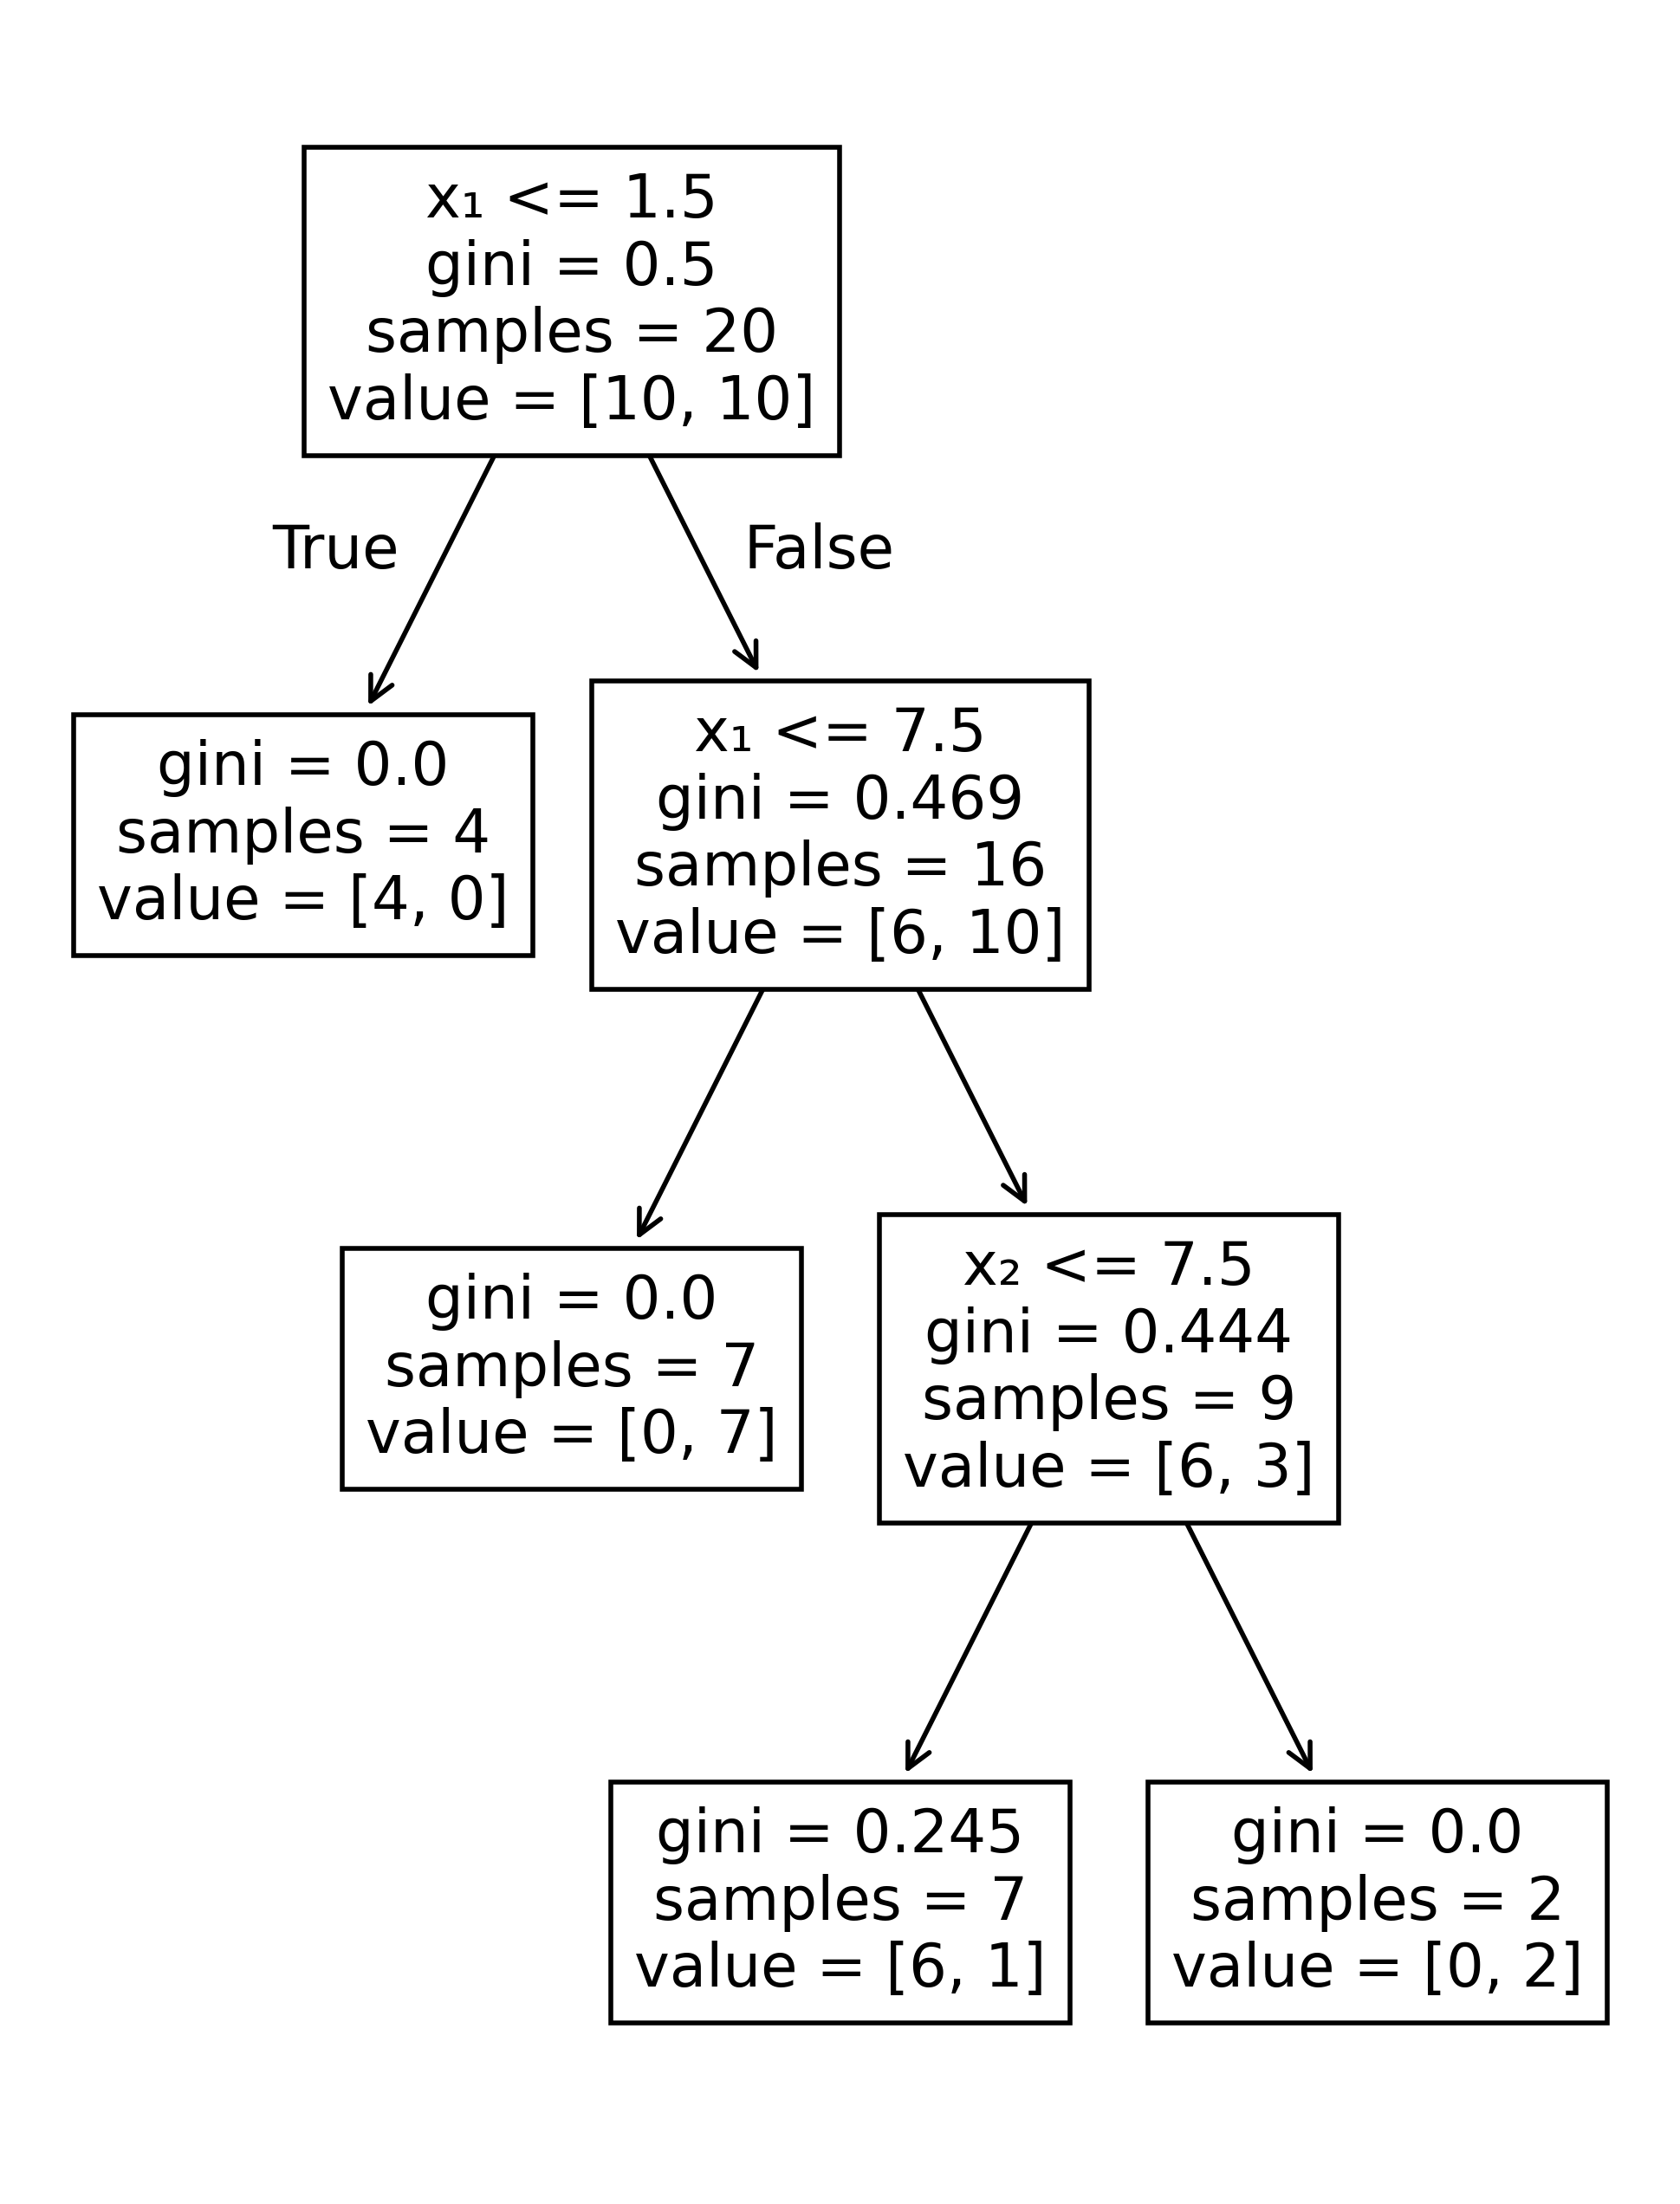 x₁ <= 1.5
gini = 0.5
samples = 20
value = [10, 10]
True
False
gini = 0.0
samples = 4
value = [4, 0]
x₁ <= 7.5
gini = 0.469
samples = 16
value = [6, 10]
gini = 0.0
samples = 7
value = [0, 7]
x₂ <= 7.5
gini = 0.444
samples = 9
value = [6, 3]
gini = 0.245
samples = 7
value = [6, 1]
gini = 0.0
samples = 2
value = [0, 2]